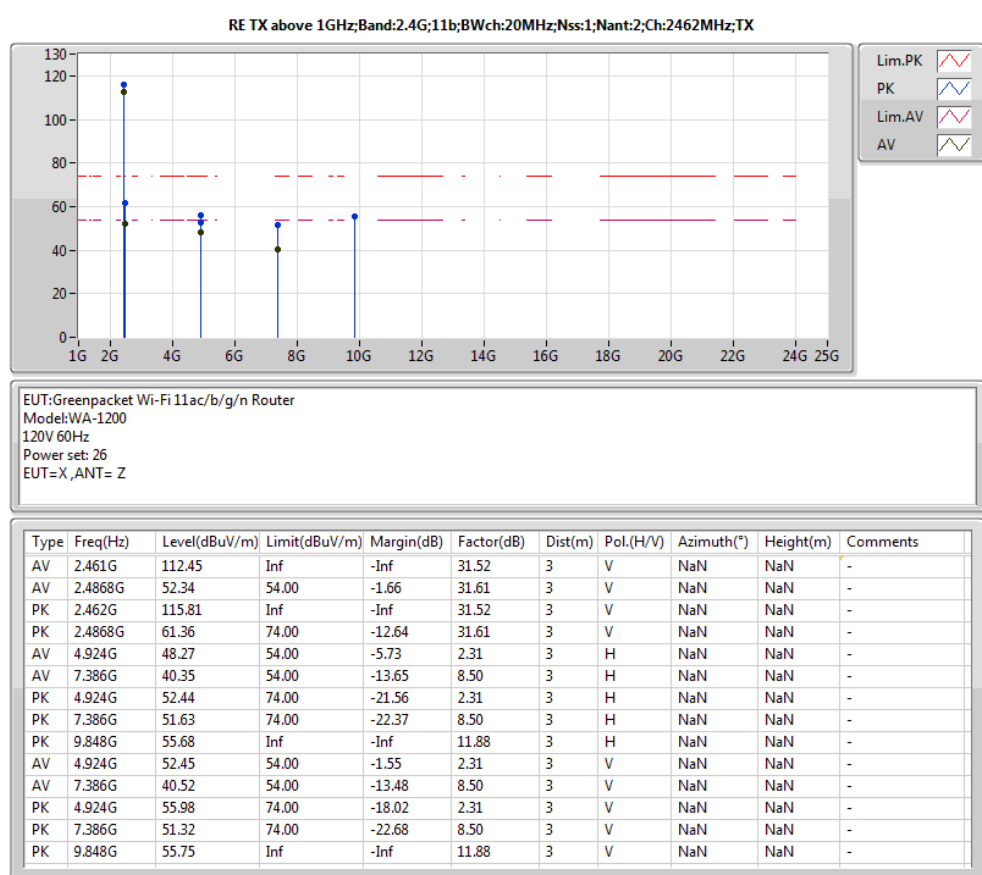 RE TX above 1GHz;Band:2.4G;11b;BWch:20MHz;Nss:1;Nant:2;Ch:2462MHz;TX
130
120
100
80
60
40
20
0
1G 2G 4G 6G 8G 10G 12G 14G 16G 18G 20G 22G 24G 25G
Lim.PK
PK
Lim.AV
AV
EUT:Greenpacket Wi-Fi 11ac/b/g/n Router
Model:WA-1200
120V 60Hz
Power set: 26
EUT=X ,ANT= Z
Type Freq(Hz) Level(dBuV/m) Limit(dBuV/m) Margin(dB) Factor(dB) Dist(m) Pol.(H/V) Azimuth(°) Height(m) Comments
AV 2.461G 112.45 Inf -Inf 31.52 3 V NaN NaN -
AV 2.4868G 52.34 54.00 -1.66 31.61 3 V NaN NaN -
PK 2.462G 115.81 Inf -Inf 31.52 3 V NaN NaN -
PK 2.4868G 61.36 74.00 -12.64 31.61 3 V NaN NaN -
AV 4.924G 48.27 54.00 -5.73 2.31 3 H NaN NaN -
AV 7.386G 40.35 54.00 -13.65 8.50 3 H NaN NaN -
PK 4.924G 52.44 74.00 -21.56 2.31 3 H NaN NaN -
PK 7.386G 51.63 74.00 -22.37 8.50 3 H NaN NaN -
PK 9.848G 55.68 Inf -Inf 11.88 3 H NaN NaN -
AV 4.924G 52.45 54.00 -1.55 2.31 3 V NaN NaN -
AV 7.386G 40.52 54.00 -13.48 8.50 3 V NaN NaN -
PK 4.924G 55.98 74.00 -18.02 2.31 3 V NaN NaN -
PK 7.386G 51.32 74.00 -22.68 8.50 3 V NaN NaN -
PK 9.848G 55.75 Inf -Inf 11.88 3 V NaN NaN -